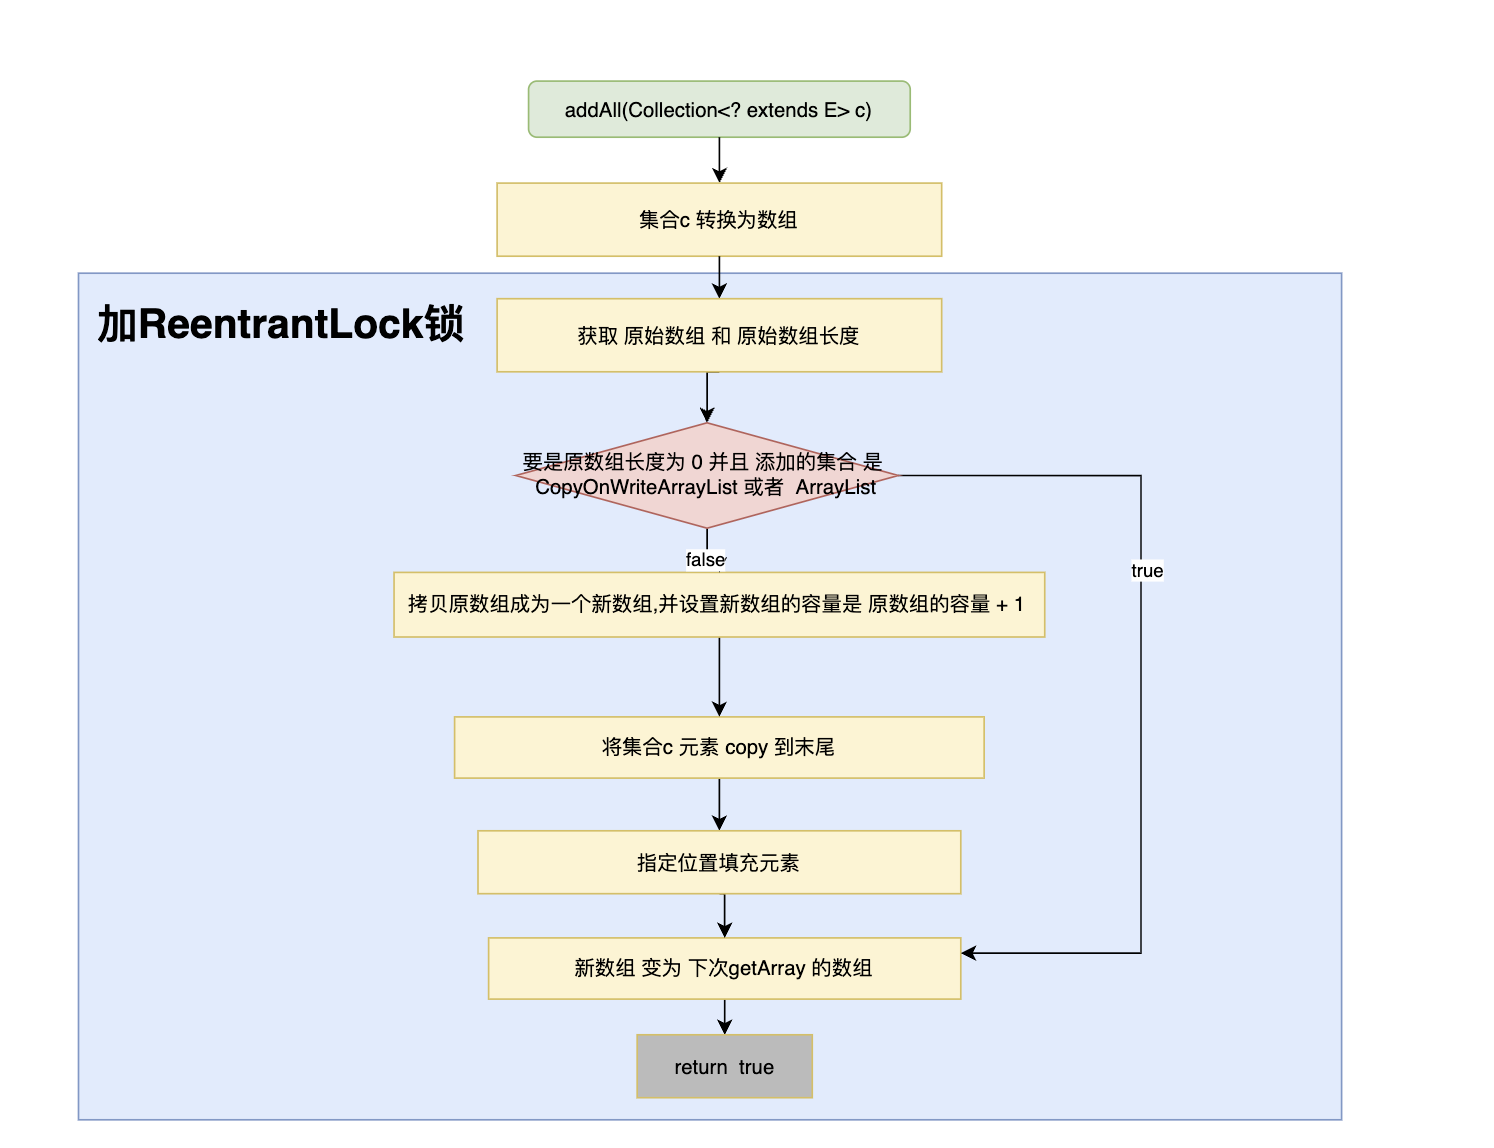 addAll(Collection<? extends E> c)
集合c 转换为数组
加ReentrantLock锁
获取 原始数组 和 原始数组长度
要是原数组长度为 0 并且 添加的集合 是
CopyOnWriteArrayList 或者  ArrayList
false
true
拷贝原数组成为一个新数组,并设置新数组的容量是 原数组的容量 + 1
将集合c 元素 copy 到末尾
指定位置填充元素
新数组 变为 下次getArray 的数组
return  true